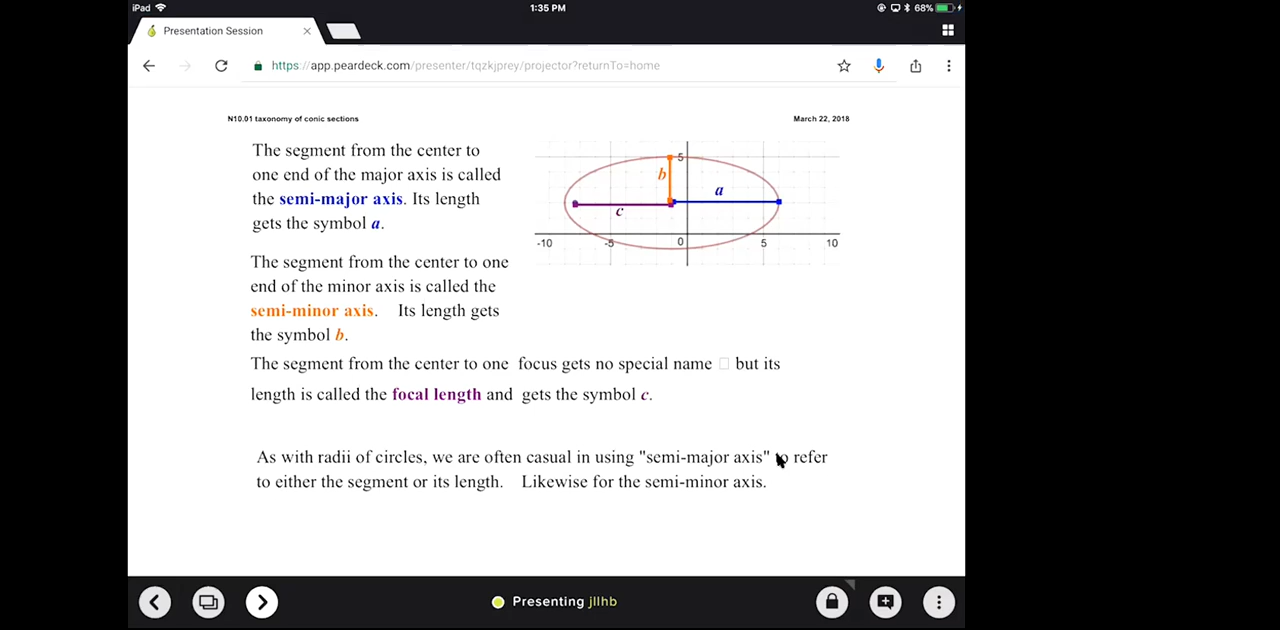 iPad 1:35 PM 68%
Presentation Session
https://app.peardeck.com/presenter/tqzkjprey/projector?returnTo=home
N10.01 taxonomy of conic sections March 22, 2018
The segment from the center to
one end of the major axis is called
the semi-major axis. Its length
gets the symbol a.
5
b
a
c
-10 -5 0 5 10
The segment from the center to one
end of the minor axis is called the
semi-minor axis. Its length gets
the symbol b.
The segment from the center to one focus gets no special name □ but its
length is called the focal length and gets the symbol c.
As with radii of circles, we are often casual in using "semi-major axis" to refer
to either the segment or its length. Likewise for the semi-minor axis.
Presenting jllhb